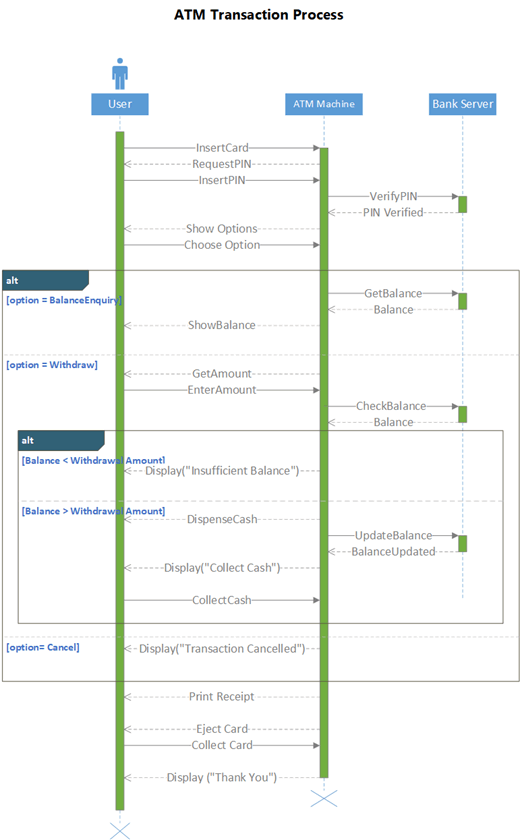 ATM Transaction Process
User
ATM Machine
Bank Server
InsertCard
RequestPIN
InsertPIN
VerifyPIN
PIN Verified
Show Options
Choose Option
alt
[option = BalanceEnquiry]
GetBalance
Balance
ShowBalance
[option = Withdraw]
GetAmount
EnterAmount
CheckBalance
Balance
alt
[Balance < Withdrawal Amount]
Display("Insufficient Balance")
[Balance > Withdrawal Amount]
DispenseCash
UpdateBalance
BalanceUpdated
Display("Collect Cash")
CollectCash
[option= Cancel]
Display("Transaction Cancelled")
Print Receipt
Eject Card
Collect Card
Display ("Thank You")